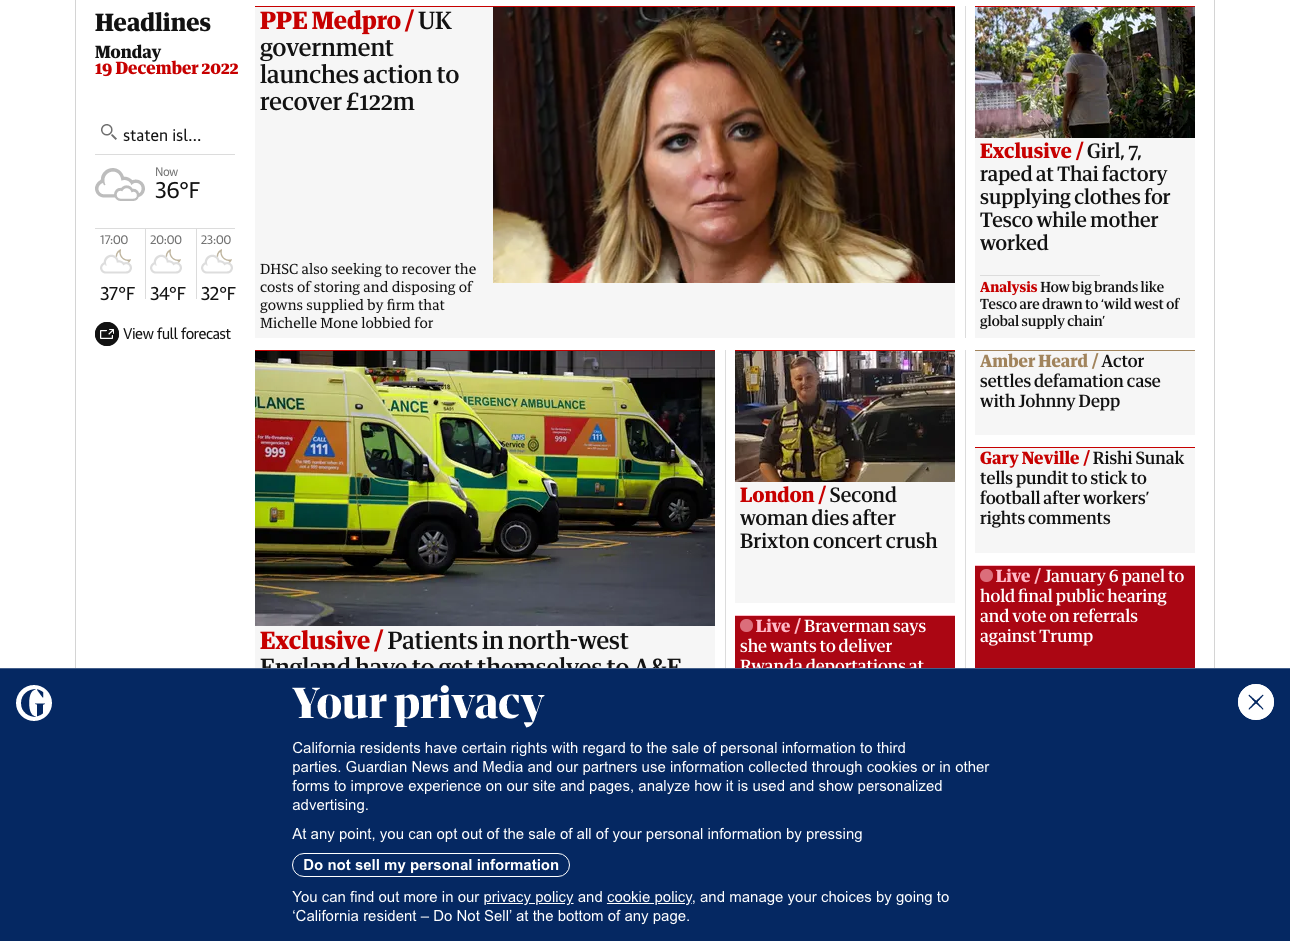 Headlines
Monday
19 December 2022
staten isl...
Now
36°F
17:00
20:00
23:00
37°F
34°F
32°F
View full forecast
PPE Medpro / UK
government
launches action to
recover £122m
DHSC also seeking to recover the
costs of storing and disposing of
gowns supplied by firm that
Michelle Mone lobbied for
Exclusive / Girl, 7,
raped at Thai factory
supplying clothes for
Tesco while mother
worked
Analysis How big brands like
Tesco are drawn to ‘wild west of
global supply chain’
LANCE
LANCE
MERGENCY AMBULANCE
999
CALL
111
NHS
Service
999
111
Exclusive / Patients in north-west
England have to get themselves to A&E
London / Second
woman dies after
Brixton concert crush
Live / Braverman says
she wants to deliver
Rwanda deportations at
Amber Heard / Actor
settles defamation case
with Johnny Depp
Gary Neville / Rishi Sunak
tells pundit to stick to
football after workers’
rights comments
Live / January 6 panel to
hold final public hearing
and vote on referrals
against Trump
Your privacy
California residents have certain rights with regard to the sale of personal information to third
parties. Guardian News and Media and our partners use information collected through cookies or in other
forms to improve experience on our site and pages, analyze how it is used and show personalized
advertising.
At any point, you can opt out of the sale of all of your personal information by pressing
Do not sell my personal information
You can find out more in our privacy policy and cookie policy, and manage your choices by going to
‘California resident – Do Not Sell’ at the bottom of any page.